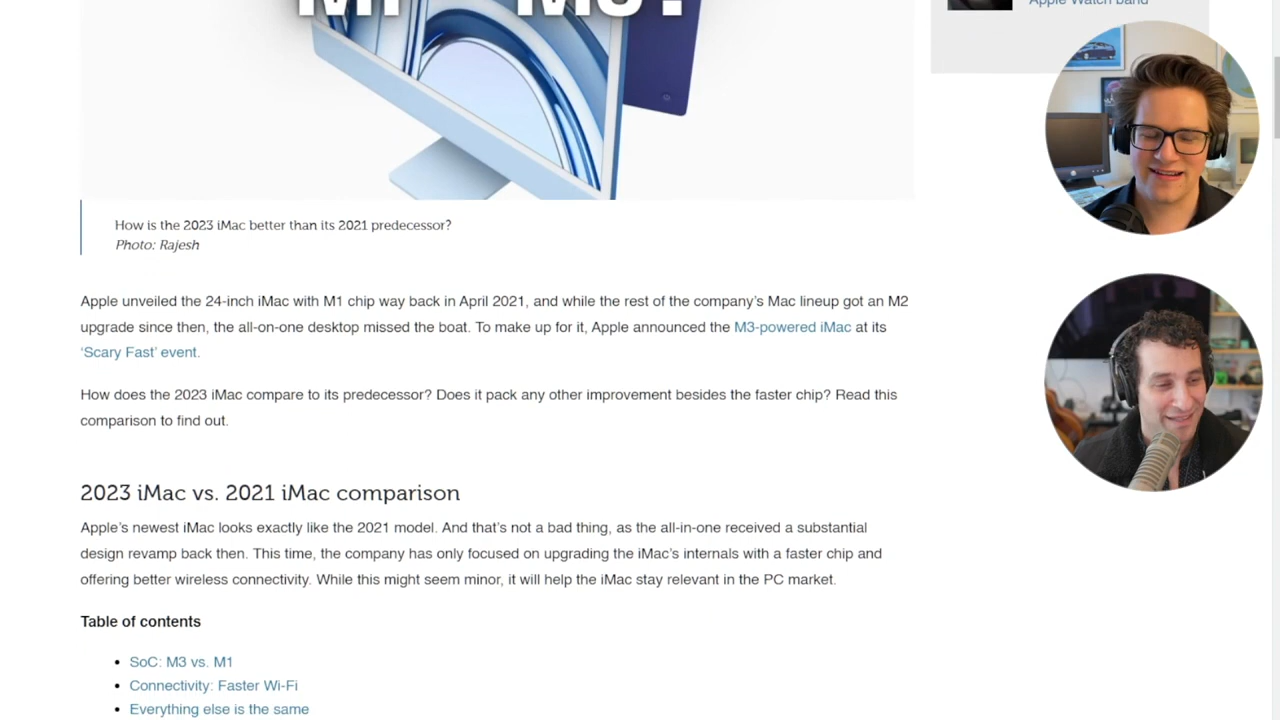 Apple Watch band
How is the 2023 iMac better than its 2021 predecessor?
Photo: Rajesh
Apple unveiled the 24-inch iMac with M1 chip way back in April 2021, and while the rest of the company's Mac lineup got an M2
upgrade since then, the all-on-one desktop missed the boat. To make up for it, Apple announced the M3-powered iMac at its
‘Scary Fast’ event.
How does the 2023 iMac compare to its predecessor? Does it pack any other improvement besides the faster chip? Read this
comparison to find out.
2023 iMac vs. 2021 iMac comparison
Apple's newest iMac looks exactly like the 2021 model. And that's not a bad thing, as the all-in-one received a substantial
design revamp back then. This time, the company has only focused on upgrading the iMac's internals with a faster chip and
offering better wireless connectivity. While this might seem minor, it will help the iMac stay relevant in the PC market.
Table of contents
• SoC: M3 vs. M1
• Connectivity: Faster Wi-Fi
• Everything else is the same